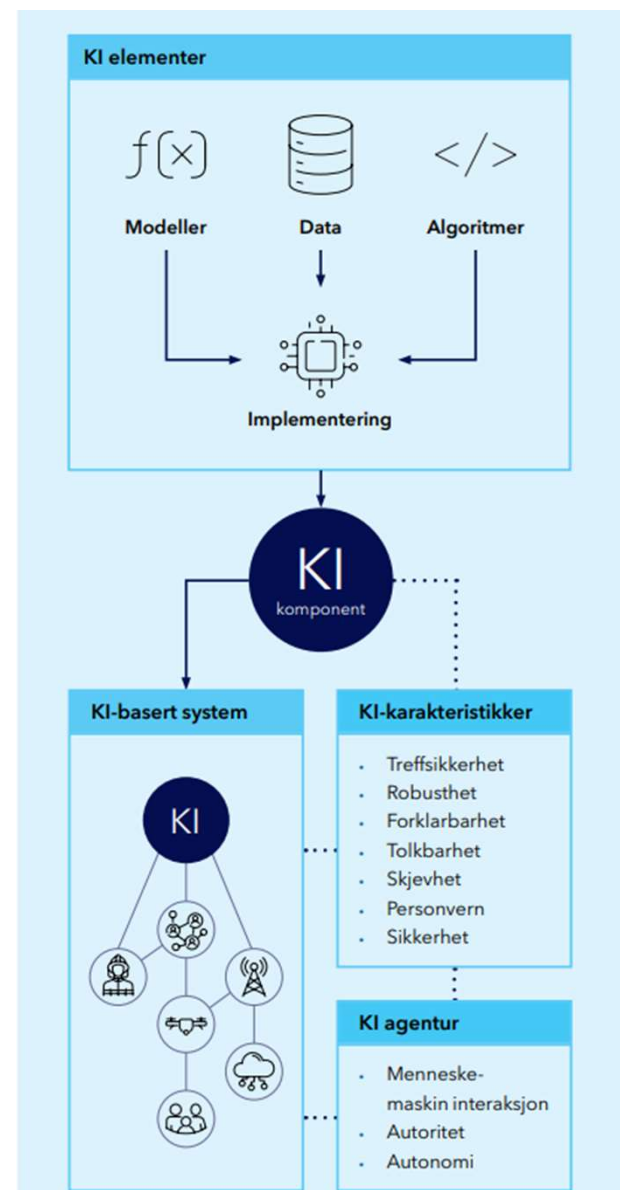 KI elementer
f(x)
</>
Modeller
Data
Algoritmer
Implementering
KI
komponent
KI-basert system
KI
KI-karakteristikker
Treffsikkerhet
Robusthet
Forklarbarhet
Tolkbarhet
Skjevhet
Personvern
Sikkerhet
KI agentur
Menneske-
maskin interaksjon
Autoritet
Autonomi